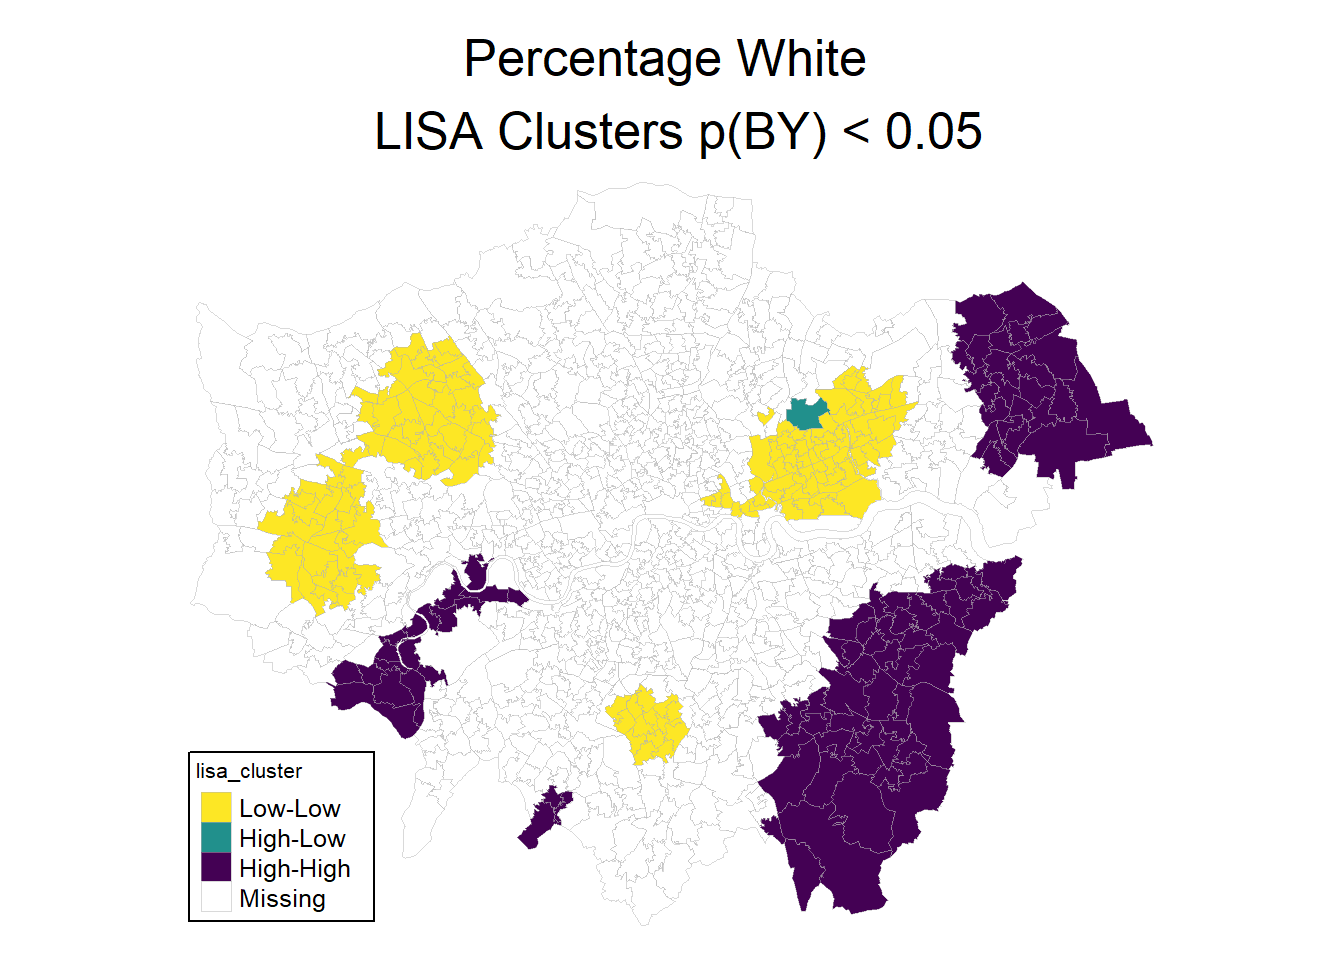 Percentage White
LISA Clusters p(BY) < 0.05
lisa_cluster
Low-Low
High-Low
High-High
Missing